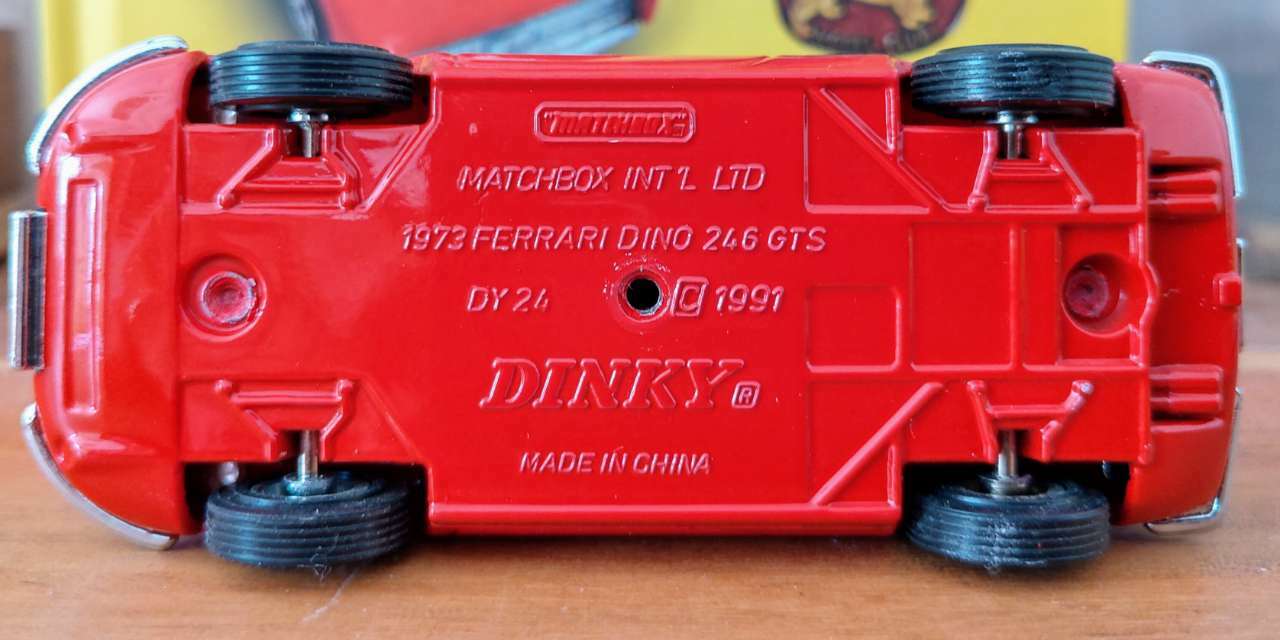 "MATCHBOX"
MATCHBOX INT'L LTD
1973 FERRARI DINO 246 GTS
DY 24 C 1991
DINKY R
MADE IN CHINA